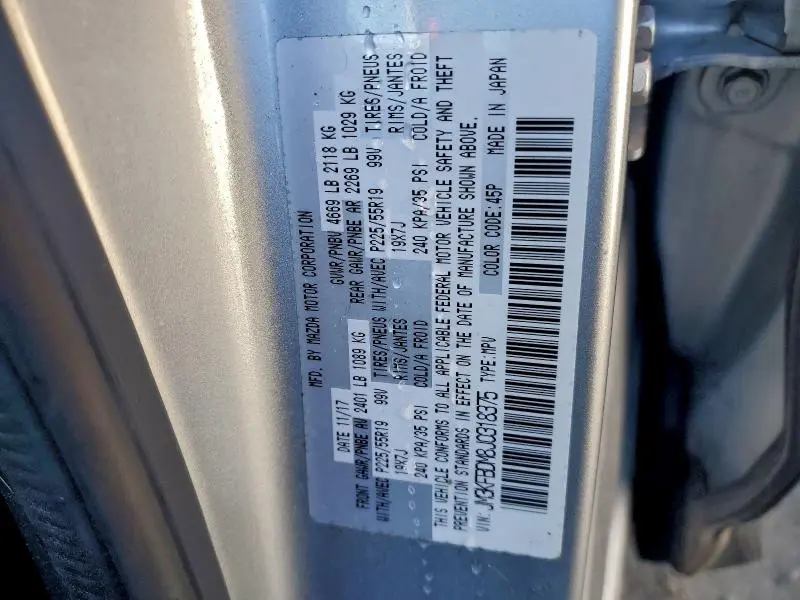 MFD. BY MAZDA MOTOR CORPORATION
DATE 11/17 GVWR/PNBV 4669 LB 2118 KG
FRONT GAWR/PNBE AV 2401 LB 1089 KG REAR GAWR/PNBE AR 2269 LB 1029 KG
WITH/AVEC P225/55R19 99V TIRES/PNEUS WITH/AVEC P225/55R19 99V TIRES/PNEUS
19X7J RIMS/JANTES 19X7J RIMS/JANTES
240 KPA/35 PSI COLD/A FROID 240 KPA/35 PSI COLD/A FROID
THIS VEHICLE CONFORMS TO ALL APPLICABLE FEDERAL MOTOR VEHICLE SAFETY AND THEFT
PREVENTION STANDARDS IN EFFECT ON THE DATE OF MANUFACTURE SHOWN ABOVE.
VIN: JM3KFBDM8J0318375 TYPE:MPV COLOR CODE:45P MADE IN JAPAN